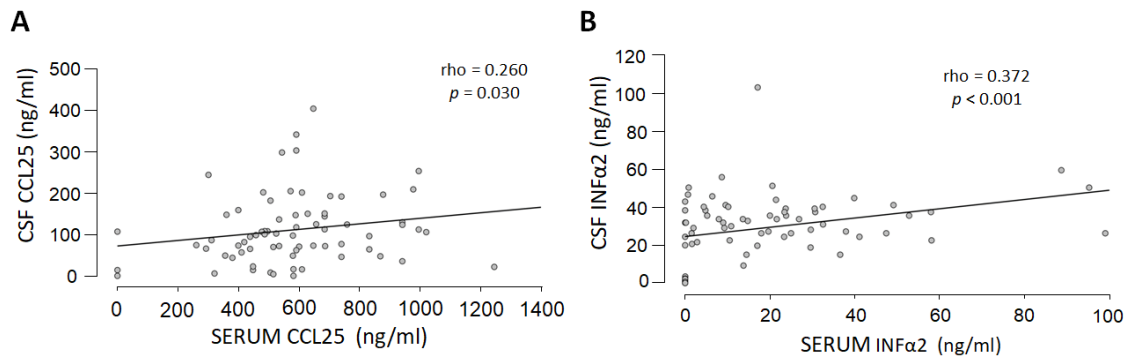 A
CSF CCL25 (ng/ml)
500
400
300
200
100
0
rho = 0.260
p = 0.030
0 200 400 600 800 1000 1200 1400
SERUM CCL25 (ng/ml)
B
CSF INFα2 (ng/ml)
120
100
80
60
40
20
0
rho = 0.372
p < 0.001
0 20 40 60 80 100
SERUM INFα2 (ng/ml)